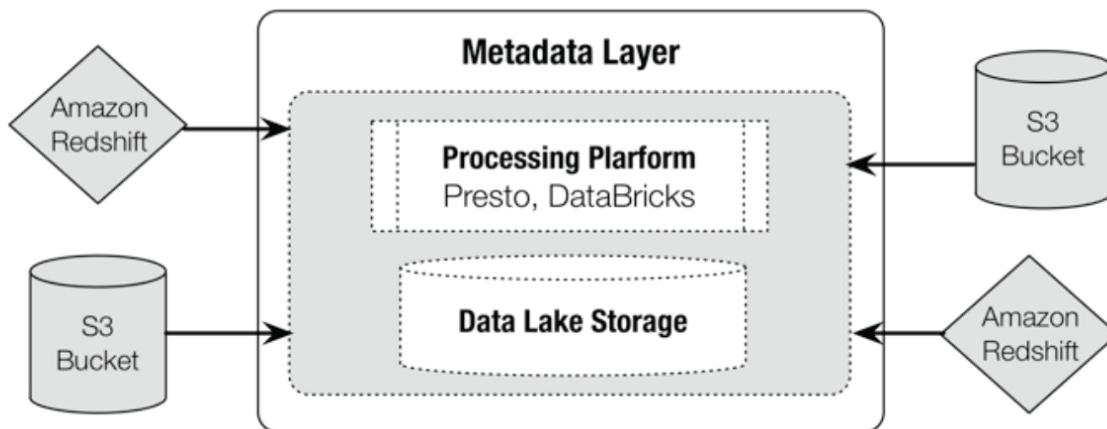 Metadata Layer
Amazon
Redshift
Processing Plarform
Presto, DataBricks
S3
Bucket
S3
Bucket
Data Lake Storage
Amazon
Redshift